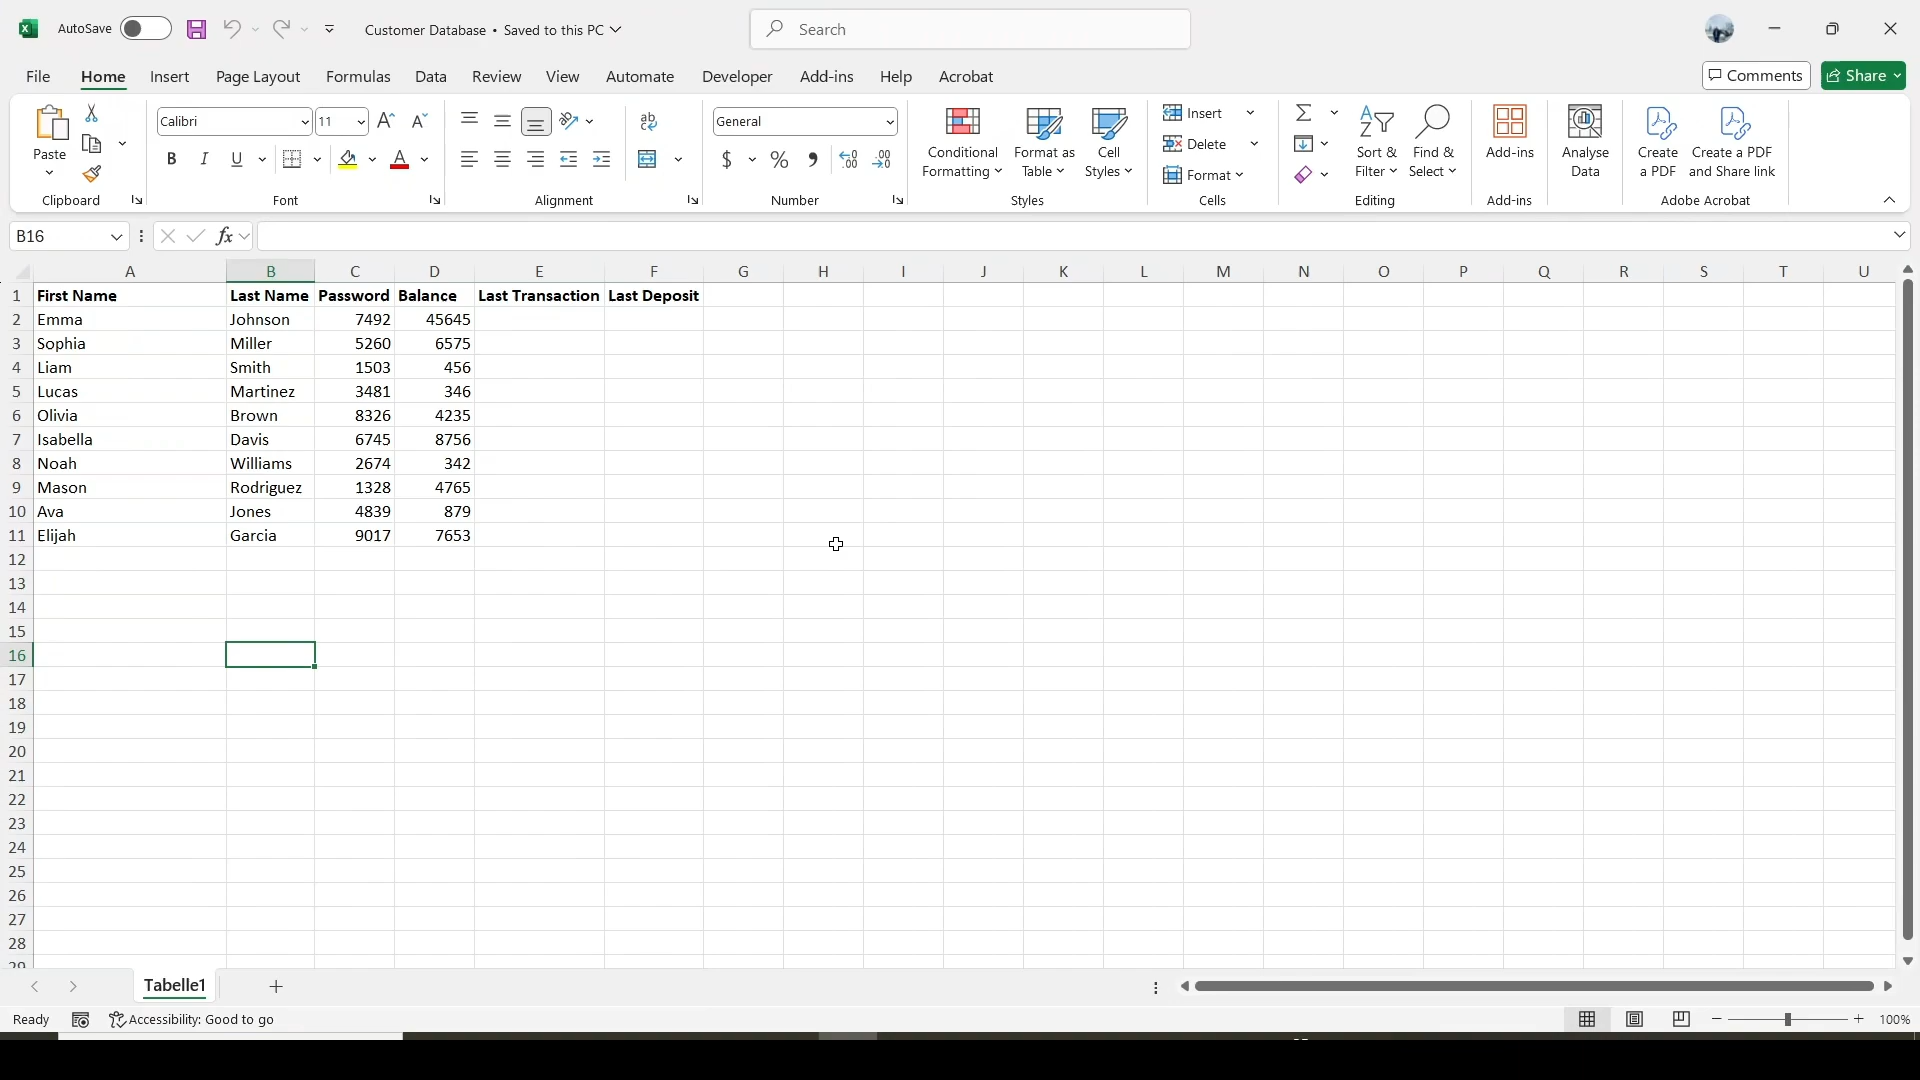 AutoSave Customer Database • Saved to this PC Search
File Home Insert Page Layout Formulas Data Review View Automate Developer Add-ins Help Acrobat Comments Share
Calibri 11 General Insert
Paste Conditional Formatting Format as Table Cell Styles Delete Sort & Filter Find & Select Add-ins Analyse Data Create a PDF Create a PDF and Share link
Format
Clipboard Font Alignment Number Styles Cells Editing Add-ins Adobe Acrobat
B16 fx
A B C D E F G H I J K L M N O P Q R S T U
1 First Name Last Name Password Balance Last Transaction Last Deposit
2 Emma Johnson 7492 45645
3 Sophia Miller 5260 6575
4 Liam Smith 1503 456
5 Lucas Martinez 3481 346
6 Olivia Brown 8326 4235
7 Isabella Davis 6745 8756
8 Noah Williams 2674 342
9 Mason Rodriguez 1328 4765
10 Ava Jones 4839 879
11 Elijah Garcia 9017 7653
12
13
14
15
16
17
18
19
20
21
22
23
24
25
26
27
28
29
Tabelle1
Ready Accessibility: Good to go 100%